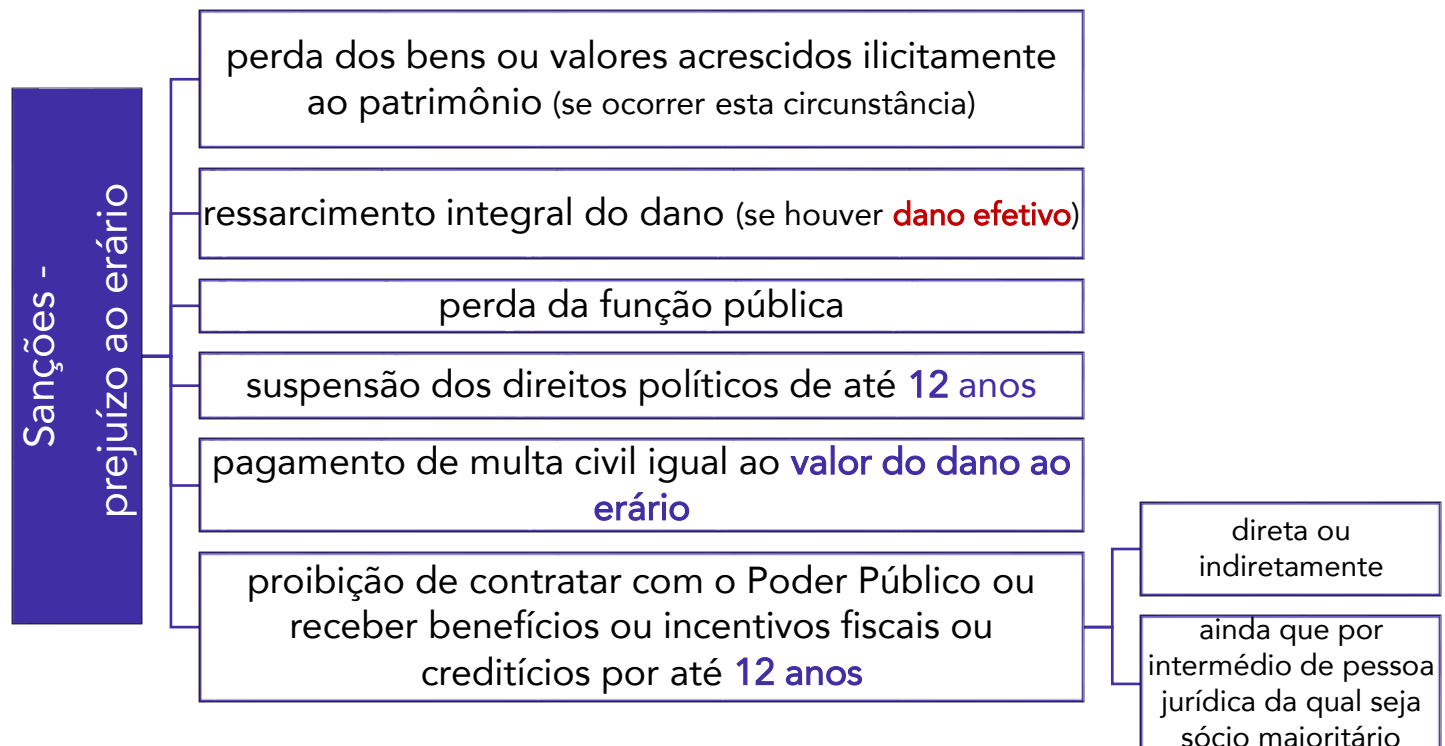 Sanções -
prejuízo ao erário
perda dos bens ou valores acrescidos ilicitamente
ao patrimônio (se ocorrer esta circunstância)
ressarcimento integral do dano (se houver dano efetivo)
perda da função pública
suspensão dos direitos políticos de até 12 anos
pagamento de multa civil igual ao valor do dano ao
erário
proibição de contratar com o Poder Público ou
receber benefícios ou incentivos fiscais ou
creditícios por até 12 anos
direta ou
indiretamente
ainda que por
intermédio de pessoa
jurídica da qual seja
sócio majoritário